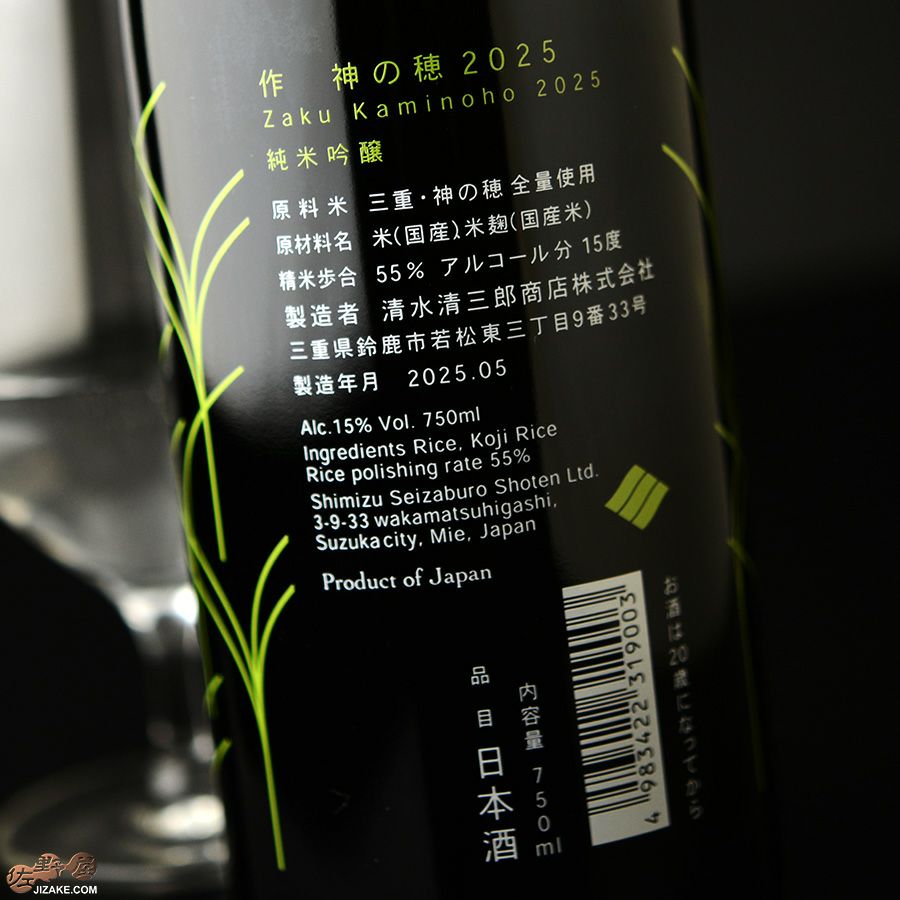 作 神の穂 2025
Zaku Kaminoho 2025
純米吟醸
原料米 三重・神の穂 全量使用
原材料名 米(国産)、米麹(国産米)
精米歩合 55% アルコール分 15度
製造者 清水清三郎商店株式会社
三重県鈴鹿市若松東三丁目9番33号
製造年月 2025.05
Alc.15% Vol. 750ml
Ingredients Rice, Koji Rice
Rice polishing rate 55%
Shimizu Seizaburo Shoten Ltd.
3-9-33 wakamatsuhigashi,
Suzukacity, Mie, Japan
Product of Japan
お酒は20歳になってから
4 983422 319003
内容量 750ml
品目 日本酒
佐野屋
JIZAKE.COM